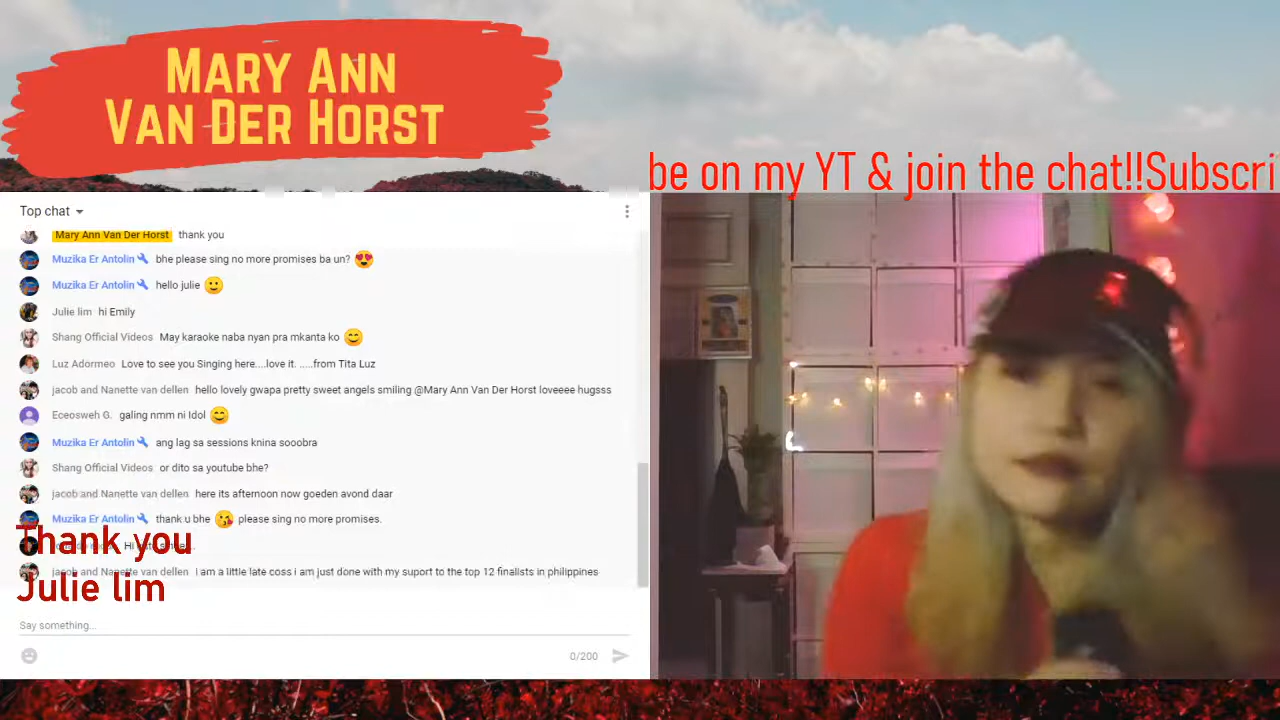 MARY ANN
VAN DER HORST
be on my YT & join the chat!!Subscri
Top chat
Mary Ann Van Der Horst thank you
Muzika Er Antolin bhe please sing no more promises ba un? 😍
Muzika Er Antolin hello julie 🙂
Julie lim hi Emily
Shang Official Videos May karaoke naba nyan pra mkanta ko 😊
Luz Adormeo Love to see you Singing here....love it. .....from Tita Luz
jacob and Nanette van dellen hello lovely gwapa pretty sweet angels smiling @Mary Ann Van Der Horst loveeee hugsss
Eceosweh G. galing nmm ni Idol 😊
Muzika Er Antolin ang lag sa sessions knina sooobra
Shang Official Videos or dito sa youtube bhe?
jacob and Nanette van dellen here its afternoon now goeden avond daar
Muzika Er Antolin thank u bhe 😘 please sing no more promises.
Thank you
Hi
jacob and Nanette van dellen I am a little late coss i am just done with my suport to the top 12 finalists in philippines
Julie lim
Say something...
0/200